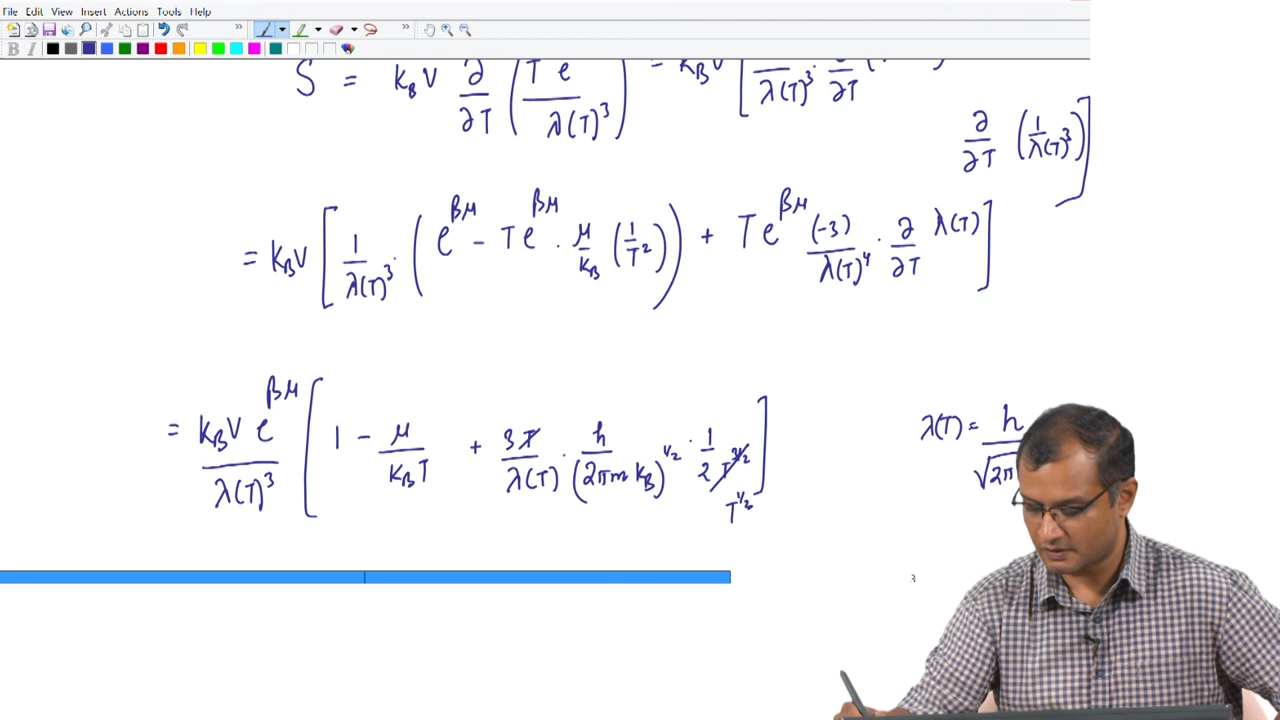 File Edit View Insert Actions Tools Help
B I
S = k_B V ∂/∂T ( T e / λ(T)^3 ) = k_B V [ / λ(T)^3 · ∂/∂T
∂/∂T (1/λ(T)^3) ]
= k_B V [ 1/λ(T)^3 · ( e^{βμ} - T e^{βμ} · μ/k_B (1/T^2) ) + T e^{βμ} (-3)/λ(T)^4 · ∂/∂T λ(T) ]
= k_B V e^{βμ} / λ(T)^3 [ 1 - μ/k_B T + 3T/λ(T) · h/(2πm k_B)^{1/2} · 1/2 T^{3/2} T^{1/2} ]
λ(T) = h/√2π
3